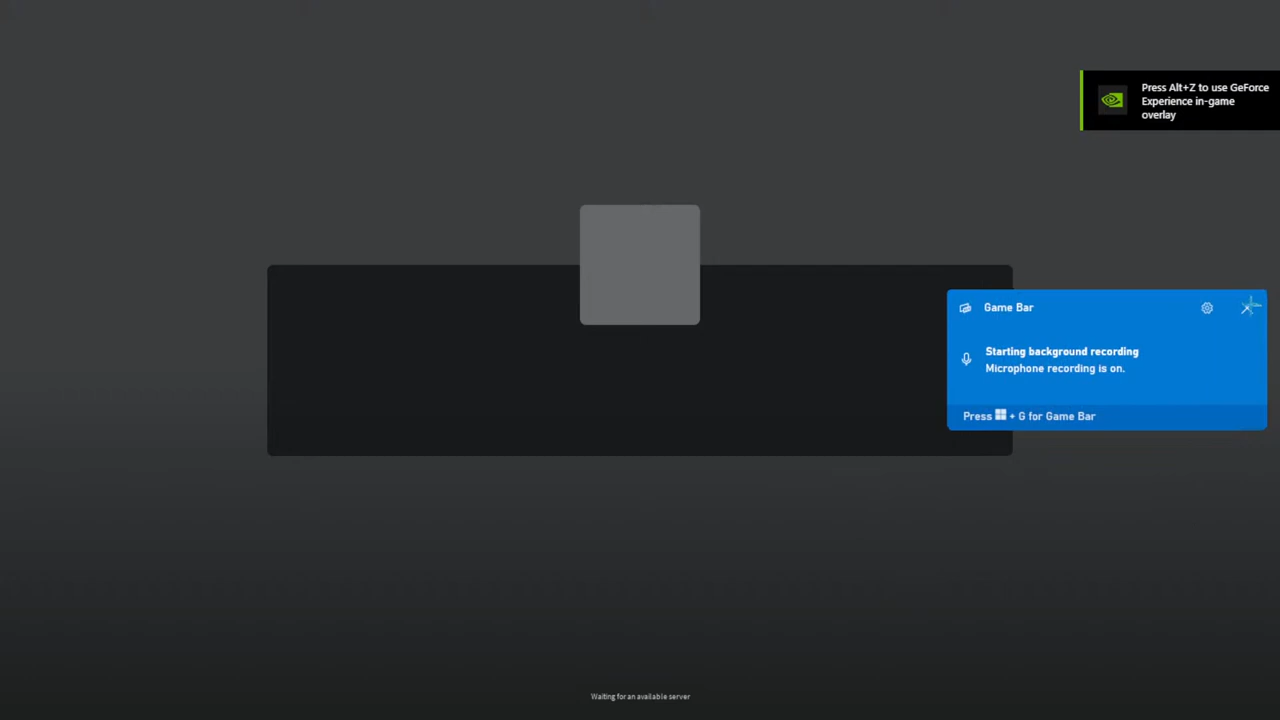 Press Alt+Z to use GeForce
Experience in-game
overlay
Game Bar
Starting background recording
Microphone recording is on.
Press + G for Game Bar
Waiting for an available server